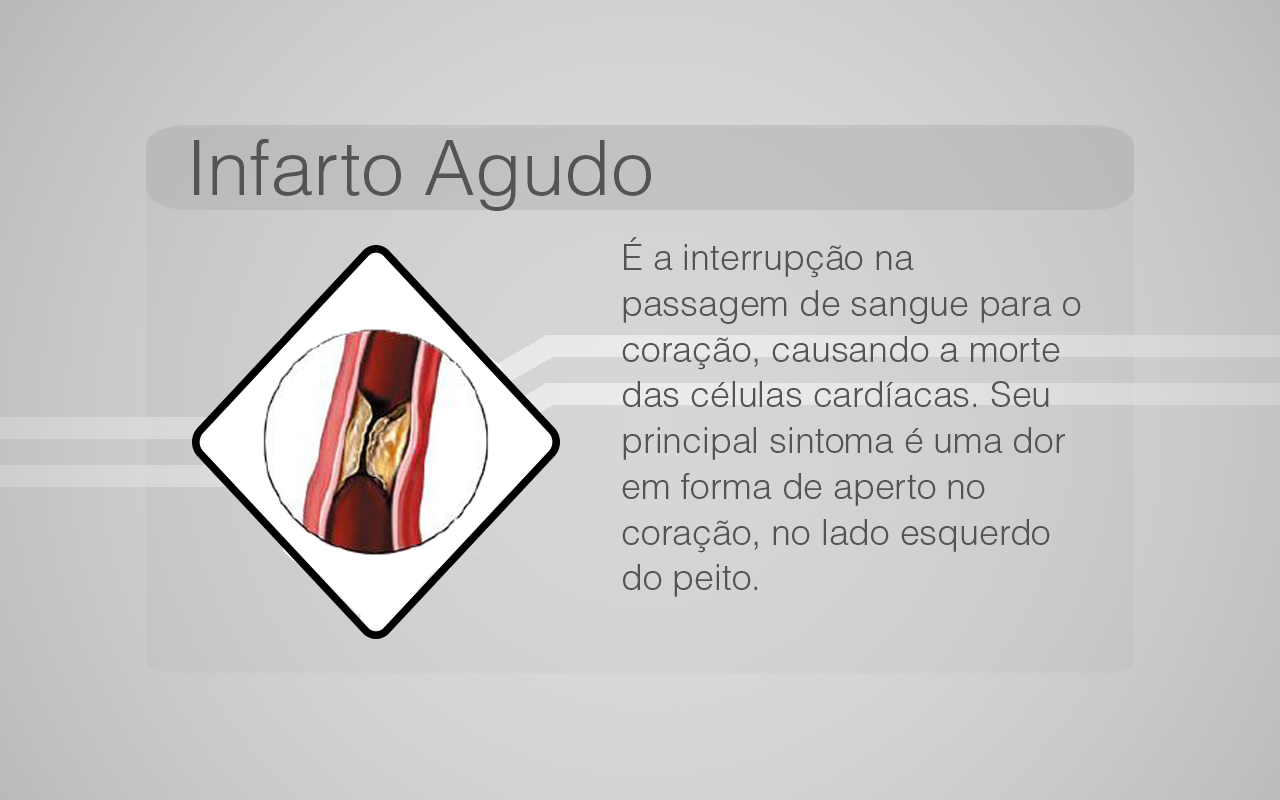 Infarto Agudo
É a interrupção na
passagem de sangue para o
coração, causando a morte
das células cardíacas. Seu
principal sintoma é uma dor
em forma de aperto no
coração, no lado esquerdo
do peito.